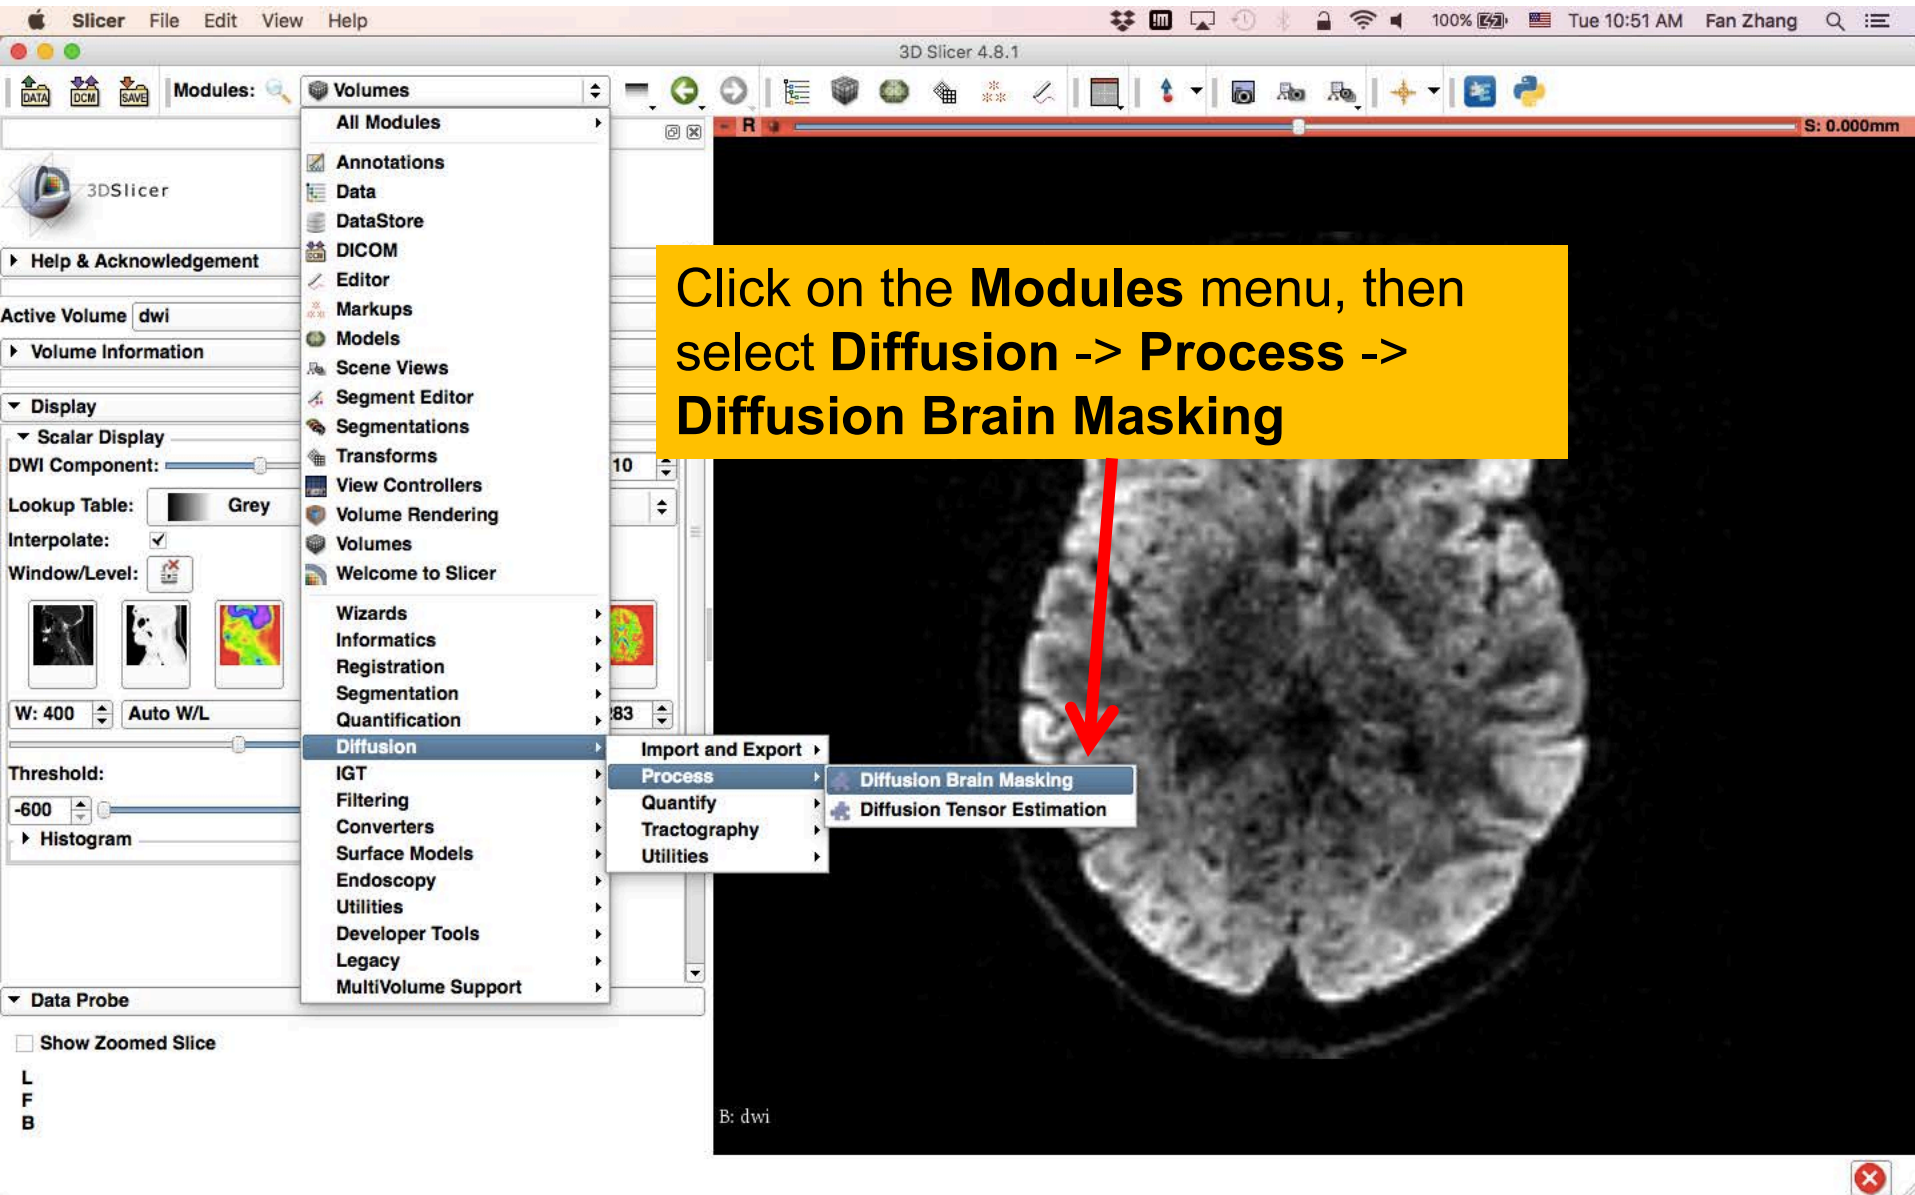 Slicer File Edit View Help 100% Tue 10:51 AM Fan Zhang
3D Slicer 4.8.1
DATA DCM SAVE Modules: Volumes
R S: 0.000mm
3DSlicer
Help & Acknowledgement
Active Volume dwi
Volume Information
Display
Scalar Display
DWI Component: 10
Lookup Table: Grey
Interpolate:
Window/Level:
W: 400 Auto W/L :83
Threshold:
-600
Histogram
Data Probe
Show Zoomed Slice
L
F
B
All Modules
Annotations
Data
DataStore
DICOM
Editor
Markups
Models
Scene Views
Segment Editor
Segmentations
Transforms
View Controllers
Volume Rendering
Volumes
Welcome to Slicer
Wizards
Informatics
Registration
Segmentation
Quantification
Diffusion
IGT
Filtering
Converters
Surface Models
Endoscopy
Utilities
Developer Tools
Legacy
MultiVolume Support
Import and Export
Process
Quantify
Tractography
Utilities
Diffusion Brain Masking
Diffusion Tensor Estimation
Click on the Modules menu, then
select Diffusion -> Process ->
Diffusion Brain Masking
B: dwi